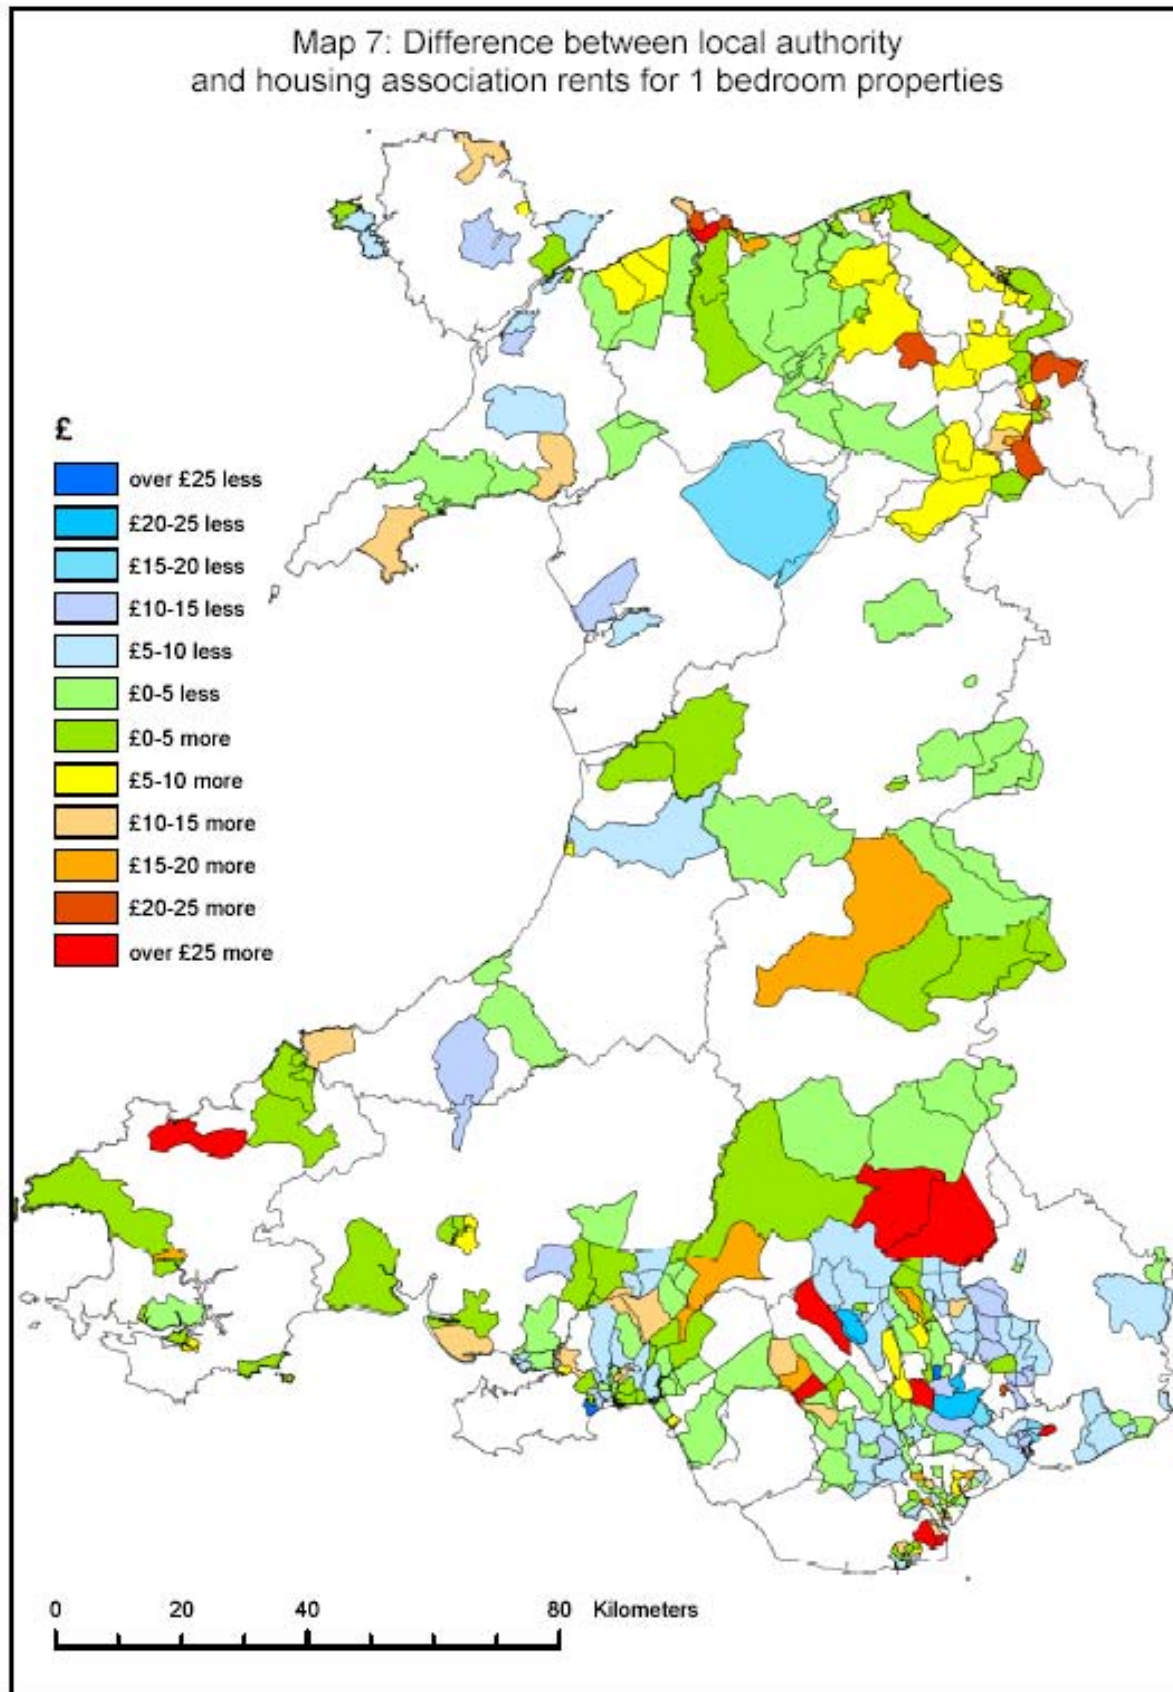 Map 7: Difference between local authority
and housing association rents for 1 bedroom properties
£
over £25 less
£20-25 less
£15-20 less
£10-15 less
£5-10 less
£0-5 less
£0-5 more
£5-10 more
£10-15 more
£15-20 more
£20-25 more
over £25 more
0 20 40 80 Kilometers